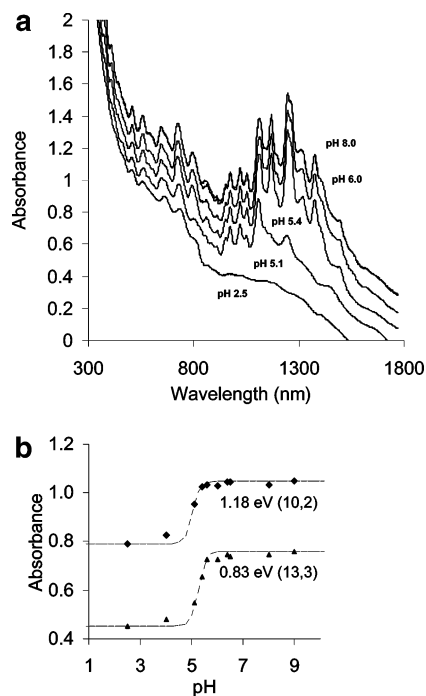 a
2
1.8
1.6
1.4
1.2
1
0.8
0.6
0.4
0.2
0
Absorbance
pH 8.0
pH 6.0
pH 5.4
pH 5.1
pH 2.5
300 800 1300 1800
Wavelength (nm)
b
1.2
1.0
0.8
0.6
0.4
Absorbance
1.18 eV (10,2)
0.83 eV (13,3)
1 3 5 7 9
pH